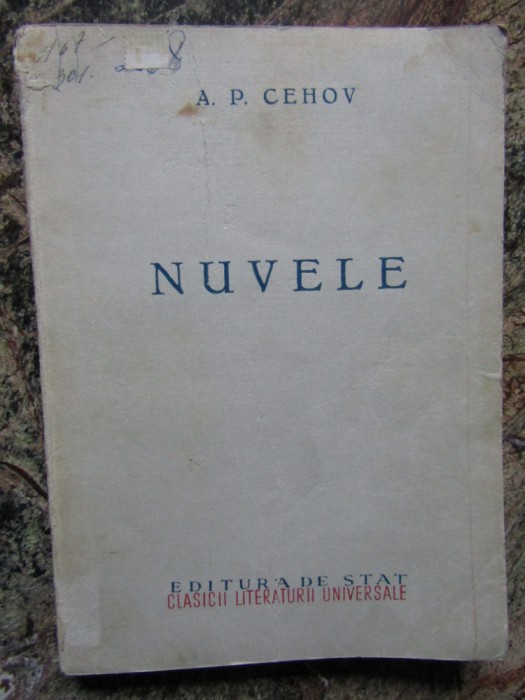 A. P. CEHOV
NUVELE
EDITURA DE STAT
CLASICII LITERATURII UNIVERSALE